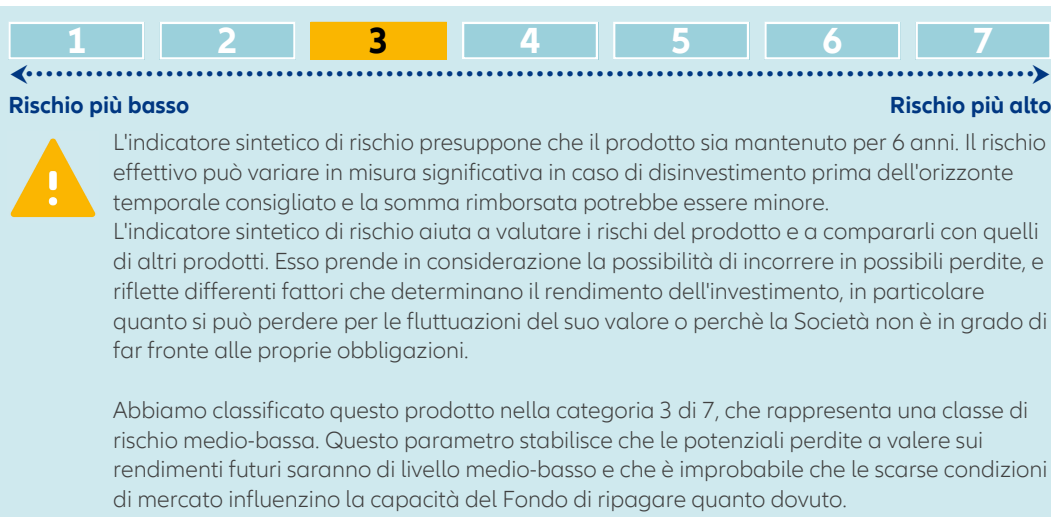 1 2 3 4 5 6 7
Rischio più basso Rischio più alto
L'indicatore sintetico di rischio presuppone che il prodotto sia mantenuto per 6 anni. Il rischio
effettivo può variare in misura significativa in caso di disinvestimento prima dell'orizzonte
temporale consigliato e la somma rimborsata potrebbe essere minore.
L'indicatore sintetico di rischio aiuta a valutare i rischi del prodotto e a compararli con quelli
di altri prodotti. Esso prende in considerazione la possibilità di incorrere in possibili perdite, e
riflette differenti fattori che determinano il rendimento dell'investimento, in particolare
quanto si può perdere per le fluttuazioni del suo valore o perchè la Società non è in grado di
far fronte alle proprie obbligazioni.
Abbiamo classificato questo prodotto nella categoria 3 di 7, che rappresenta una classe di
rischio medio-bassa. Questo parametro stabilisce che le potenziali perdite a valere sui
rendimenti futuri saranno di livello medio-basso e che è improbabile che le scarse condizioni
di mercato influenzino la capacità del Fondo di ripagare quanto dovuto.